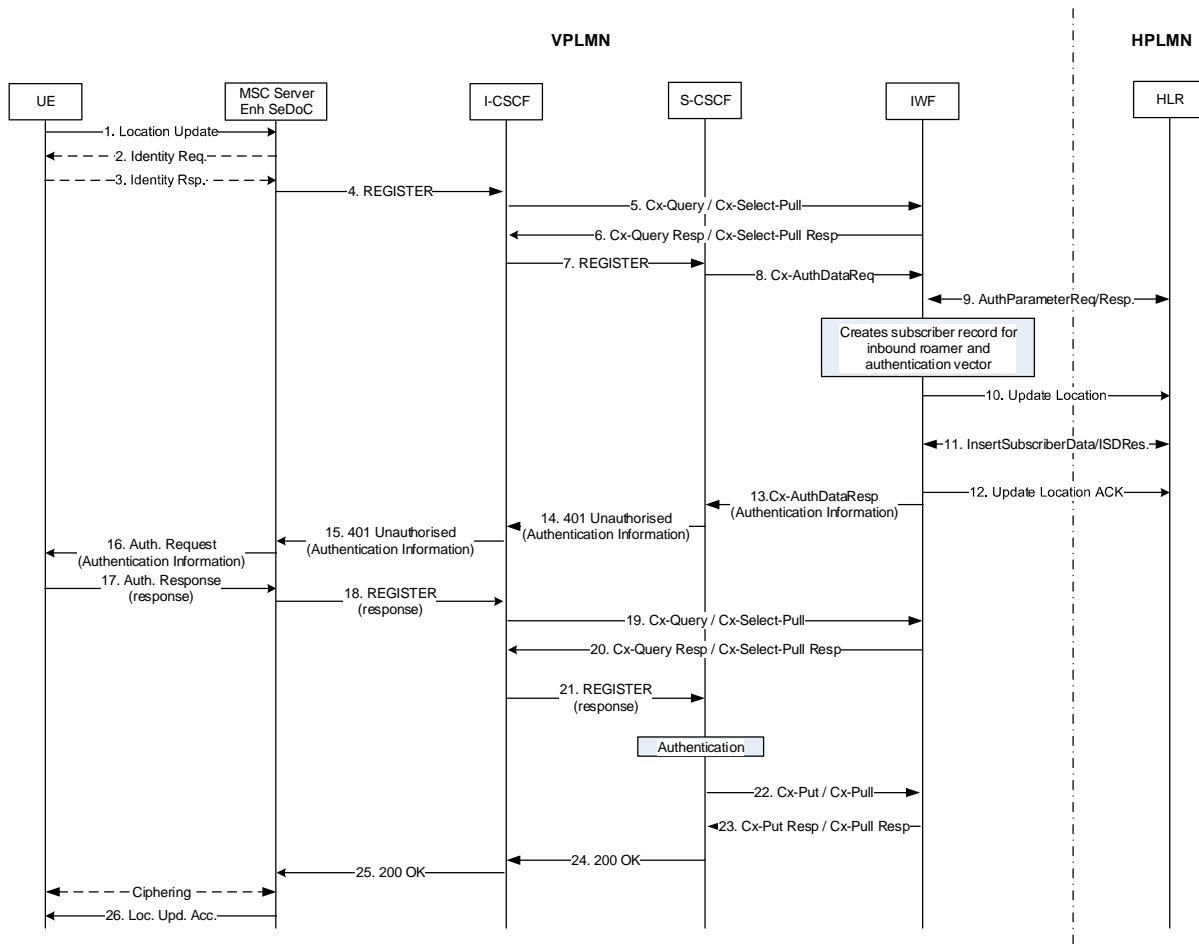 VPLMN
HPLMN
UE
MSC Server
Enh SeDoC
I-CSCF
S-CSCF
IWF
HLR
1. Location Update
2. Identity Req.
3. Identity Rsp.
4. REGISTER
5. Cx-Query / Cx-Select-Pull
6. Cx-Query Resp / Cx-Select-Pull Resp
7. REGISTER
8. Cx-AuthDataReq
9. AuthParameterReq/Resp.
Creates subscriber record for
inbound roamer and
authentication vector
10. Update Location
11. InsertSubscriberData/ISDRes.
12. Update Location ACK
13.Cx-AuthDataResp
(Authentication Information)
14. 401 Unauthorised
(Authentication Information)
15. 401 Unauthorised
(Authentication Information)
16. Auth. Request
(Authentication Information)
17. Auth. Response
(response)
18. REGISTER
(response)
19. Cx-Query / Cx-Select-Pull
20. Cx-Query Resp / Cx-Select-Pull Resp
21. REGISTER
(response)
Authentication
22. Cx-Put / Cx-Pull
23. Cx-Put Resp / Cx-Pull Resp
24. 200 OK
25. 200 OK
Ciphering
26. Loc. Upd. Acc.